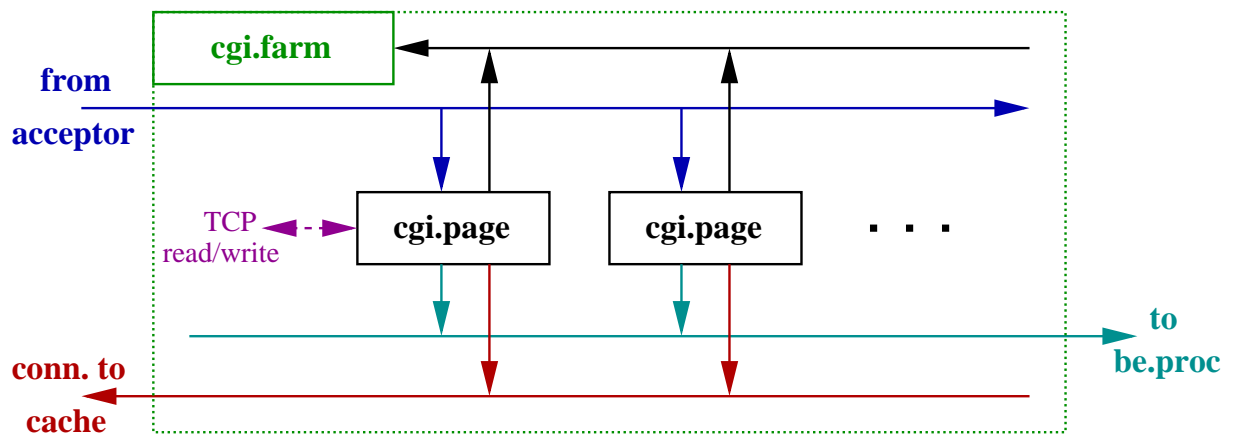 cgi.farm
from
acceptor
TCP
read/write
cgi.page
cgi.page
. . .
to
be.proc
conn. to
cache